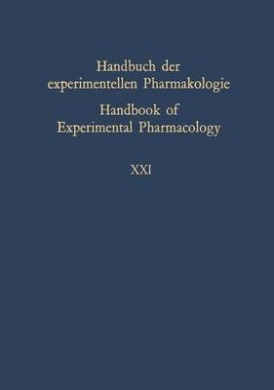 Handbuch der
experimentellen Pharmakologie
Handbook of
Experimental Pharmacology
XXI